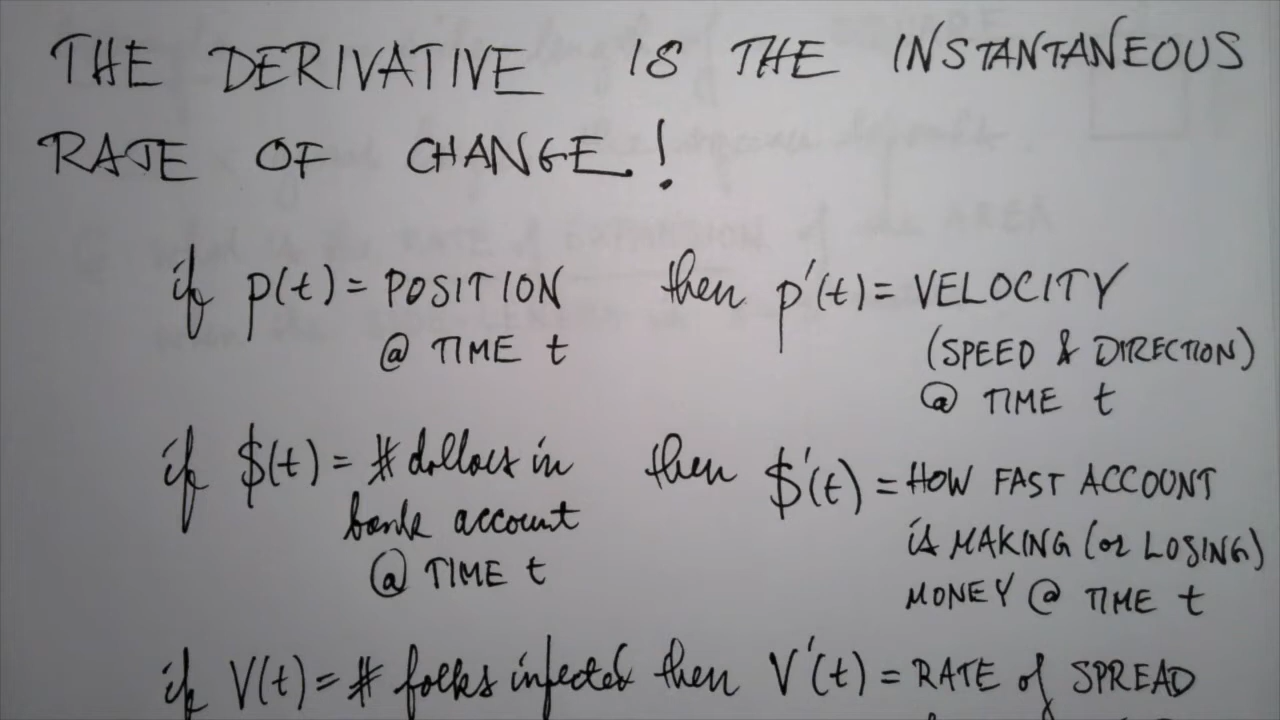 THE DERIVATIVE IS THE INSTANTANEOUS
RATE OF CHANGE!
if p(t) = POSITION then p'(t) = VELOCITY
@ TIME t (SPEED & DIRECTION)
@ TIME t
if $(t) = # dollars in then $'(t) = HOW FAST ACCOUNT
bank account is MAKING (or LOSING)
@ TIME t MONEY @ TIME t
if V(t) = # folks infected then V'(t) = RATE of SPREAD